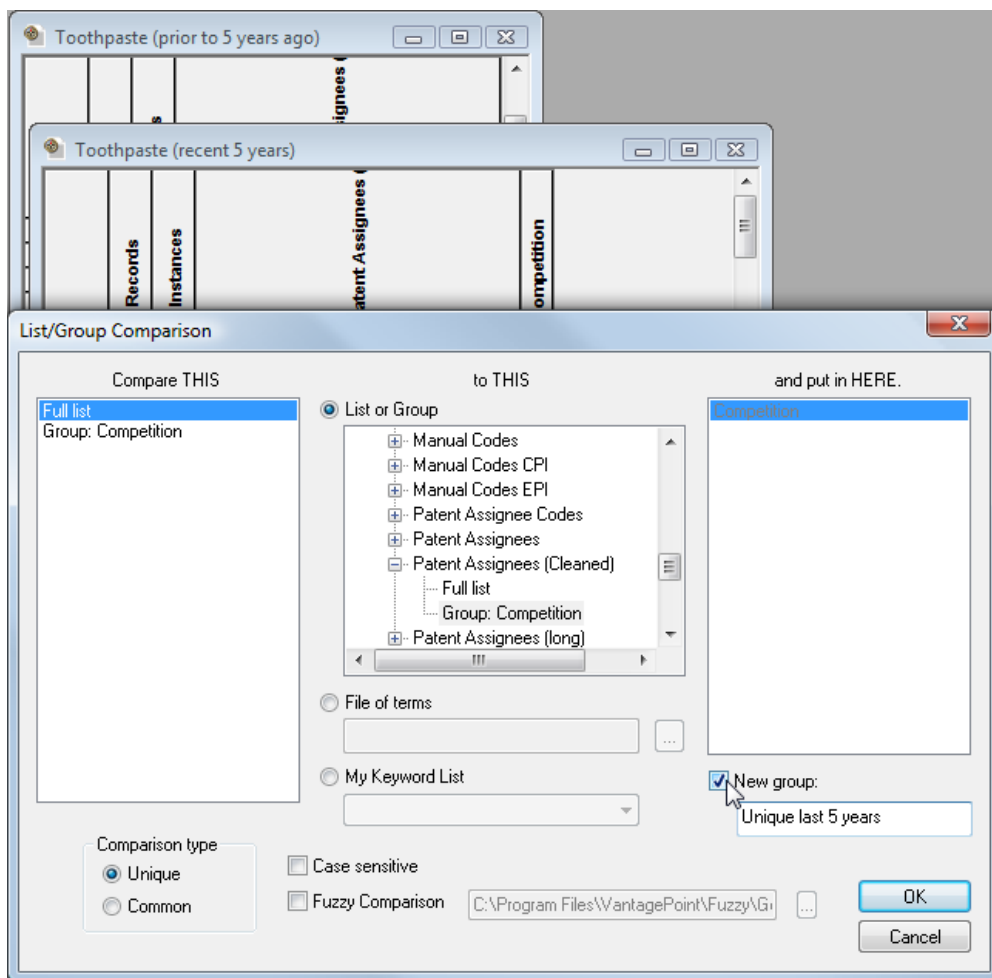 Toothpaste (prior to 5 years ago)
Toothpaste (recent 5 years)
Records
Instances
List/Group Comparison
Compare THIS
to THIS
and put in HERE.
Full list
Group: Competition
List or Group
Manual Codes
Manual Codes CPI
Manual Codes EPI
Patent Assignee Codes
Patent Assignees
Patent Assignees (Cleaned)
Full list
Group: Competition
Patent Assignees (long)
Competition
File of terms
...
My Keyword List
New group:
Unique last 5 years
Comparison type
Unique
Common
Case sensitive
Fuzzy Comparison
C:\Program Files\VantagePoint\Fuzzy\G
...
OK
Cancel